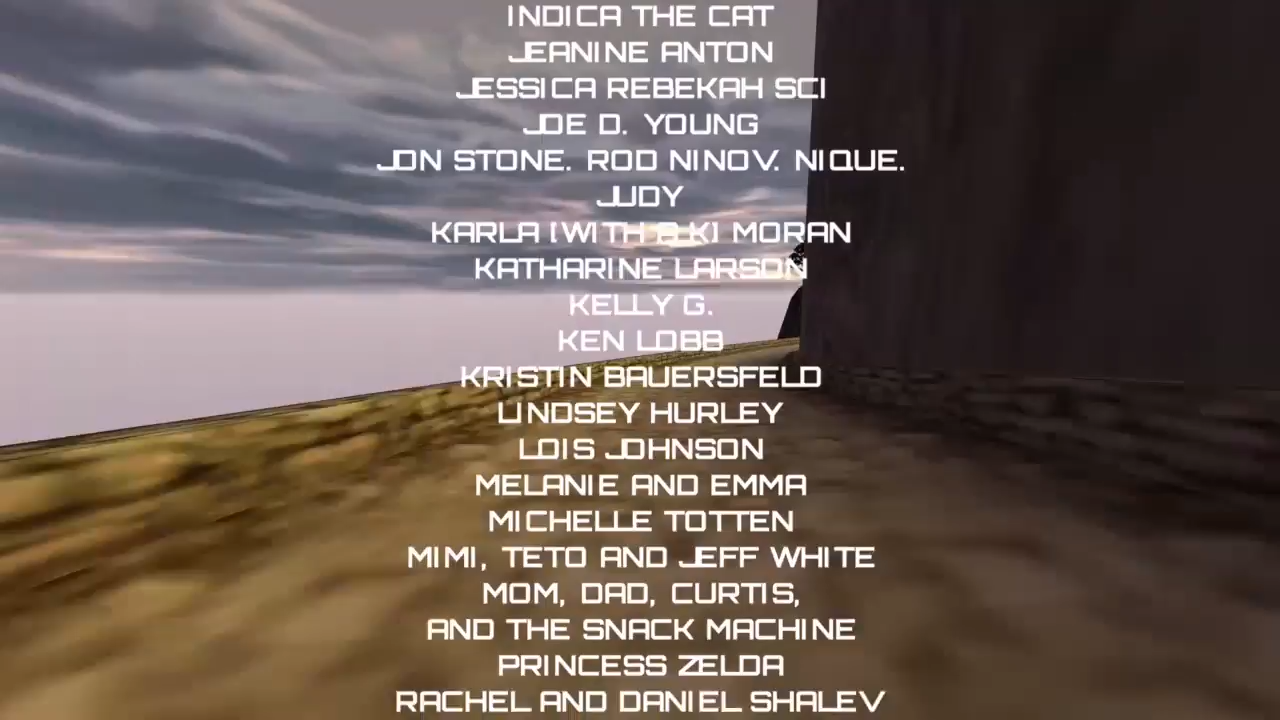 INDICA THE CAT
JEANINE ANTON
JESSICA REBEKAH SCI
JOE D. YOUNG
JON STONE. ROD NINOV. NIQUE.
JUDY
KARLA [WITH A K] MORAN
KATHARINE LARSON
KELLY G.
KEN LOBB
KRISTIN BAUERSFELD
LINDSEY HURLEY
LOIS JOHNSON
MELANIE AND EMMA
MICHELLE TOTTEN
MIMI, TETO AND JEFF WHITE
MOM, DAD, CURTIS,
AND THE SNACK MACHINE
PRINCESS ZELDA
RACHEL AND DANIEL SHALEV